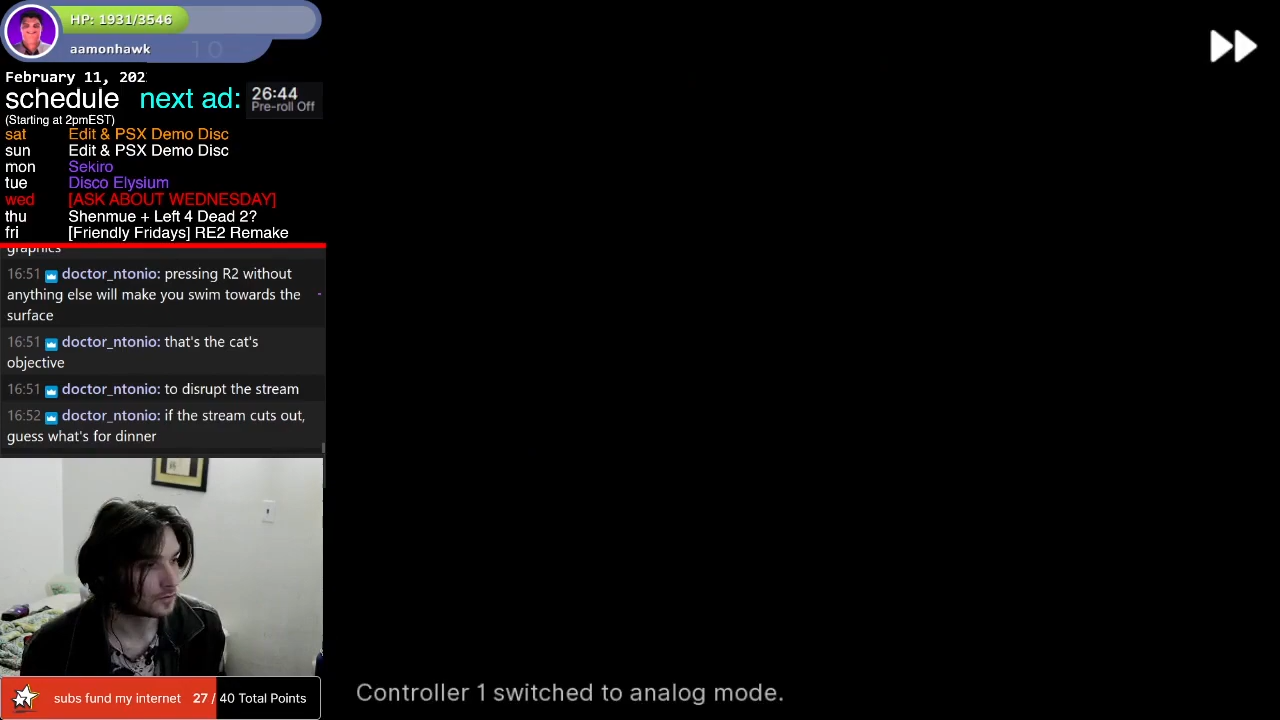 HP: 1931/3546
aamonhawk
10
February 11, 202
schedule next ad: 26:44
Pre-roll Off
(Starting at 2pmEST)
sat Edit & PSX Demo Disc
sun Edit & PSX Demo Disc
mon Sekiro
tue Disco Elysium
wed [ASK ABOUT WEDNESDAY]
thu Shenmue + Left 4 Dead 2?
fri [Friendly Fridays] RE2 Remake
graphics
16:51 doctor_ntonio: pressing R2 without
anything else will make you swim towards the
surface
16:51 doctor_ntonio: that's the cat's
objective
16:51 doctor_ntonio: to disrupt the stream
16:52 doctor_ntonio: if the stream cuts out,
guess what's for dinner
subs fund my internet 27 / 40 Total Points
Controller 1 switched to analog mode.